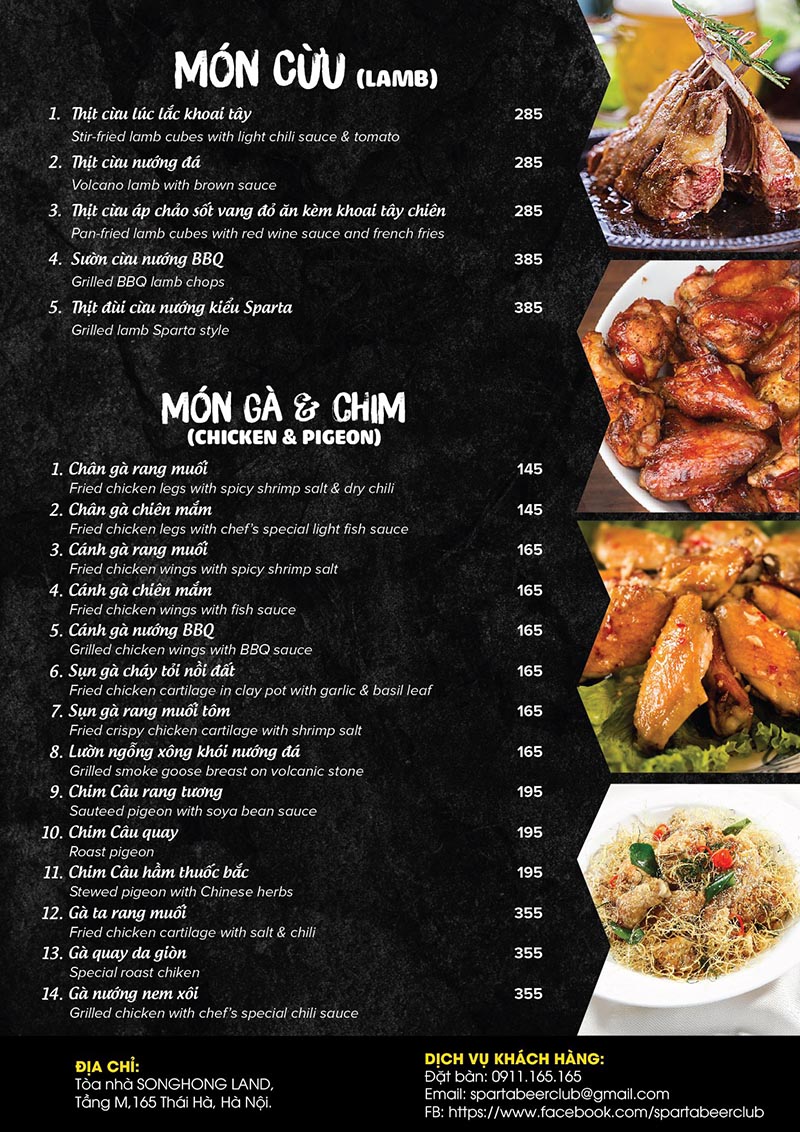 MÓN CỪU (LAMB)
1. Thịt cừu lúc lắc khoai tây 285
Stir-fried lamb cubes with light chili sauce & tomato
2. Thịt cừu nướng đá 285
Volcano lamb with brown sauce
3. Thịt cừu áp chảo sốt vang đỏ ăn kèm khoai tây chiên 285
Pan-fried lamb cubes with red wine sauce and french fries
4. Sườn cừu nướng BBQ 385
Grilled BBQ lamb chops
5. Thịt đùi cừu nướng kiểu Sparta 385
Grilled lamb Sparta style
MÓN GÀ & CHIM
(CHICKEN & PIGEON)
1. Chân gà rang muối 145
Fried chicken legs with spicy shrimp salt & dry chili
2. Chân gà chiên mắm 145
Fried chicken legs with chef's special light fish sauce
3. Cánh gà rang muối 165
Fried chicken wings with spicy shrimp salt
4. Cánh gà chiên mắm 165
Fried chicken wings with fish sauce
5. Cánh gà nướng BBQ 165
Grilled chicken wings with BBQ sauce
6. Sụn gà cháy tỏi nồi đất 165
Fried chicken cartilage in clay pot with garlic & basil leaf
7. Sụn gà rang muối tôm 165
Fried crispy chicken cartilage with shrimp salt
8. Lườn ngỗng xông khói nướng đá 165
Grilled smoke goose breast on volcanic stone
9. Chim Câu rang tương 195
Sauteed pigeon with soya bean sauce
10. Chim Câu quay 195
Roast pigeon
11. Chim Câu hầm thuốc bắc 195
Stewed pigeon with Chinese herbs
12. Gà ta rang muối 355
Fried chicken cartilage with salt & chili
13. Gà quay da giòn 355
Special roast chiken
14. Gà nướng nem xôi 355
Grilled chicken with chef's special chili sauce
ĐỊA CHỈ:
Tòa nhà SONGHONG LAND,
Tầng M,165 Thái Hà, Hà Nội.
DỊCH VỤ KHÁCH HÀNG:
Đặt bàn: 0911.165.165
Email: spartabeerclub@gmail.com
FB: https://www.facebook.com/spartabeerclub